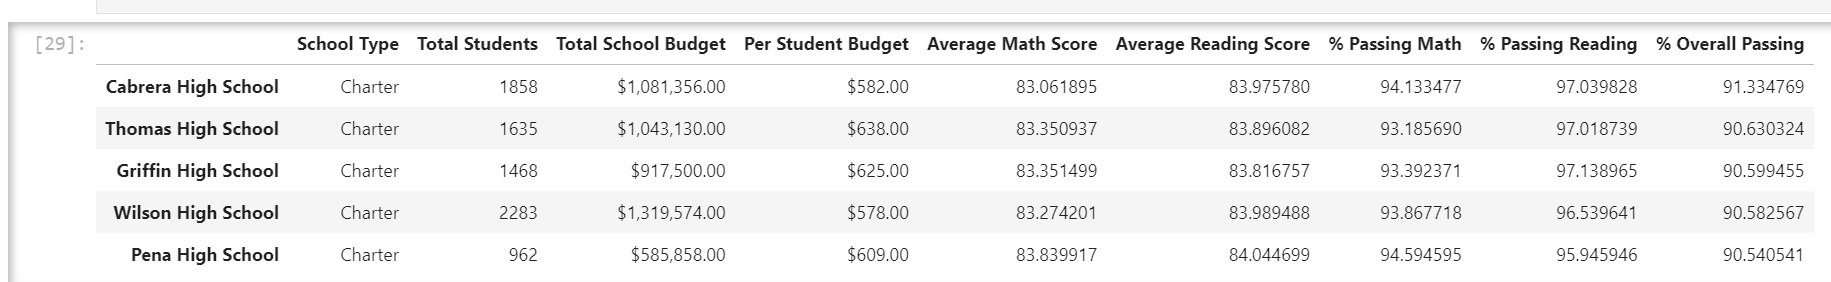 [29]: School Type Total Students Total School Budget Per Student Budget Average Math Score Average Reading Score % Passing Math % Passing Reading % Overall Passing
Cabrera High School Charter 1858 $1,081,356.00 $582.00 83.061895 83.975780 94.133477 97.039828 91.334769
Thomas High School Charter 1635 $1,043,130.00 $638.00 83.350937 83.896082 93.185690 97.018739 90.630324
Griffin High School Charter 1468 $917,500.00 $625.00 83.351499 83.816757 93.392371 97.138965 90.599455
Wilson High School Charter 2283 $1,319,574.00 $578.00 83.274201 83.989488 93.867718 96.539641 90.582567
Pena High School Charter 962 $585,858.00 $609.00 83.839917 84.044699 94.594595 95.945946 90.540541